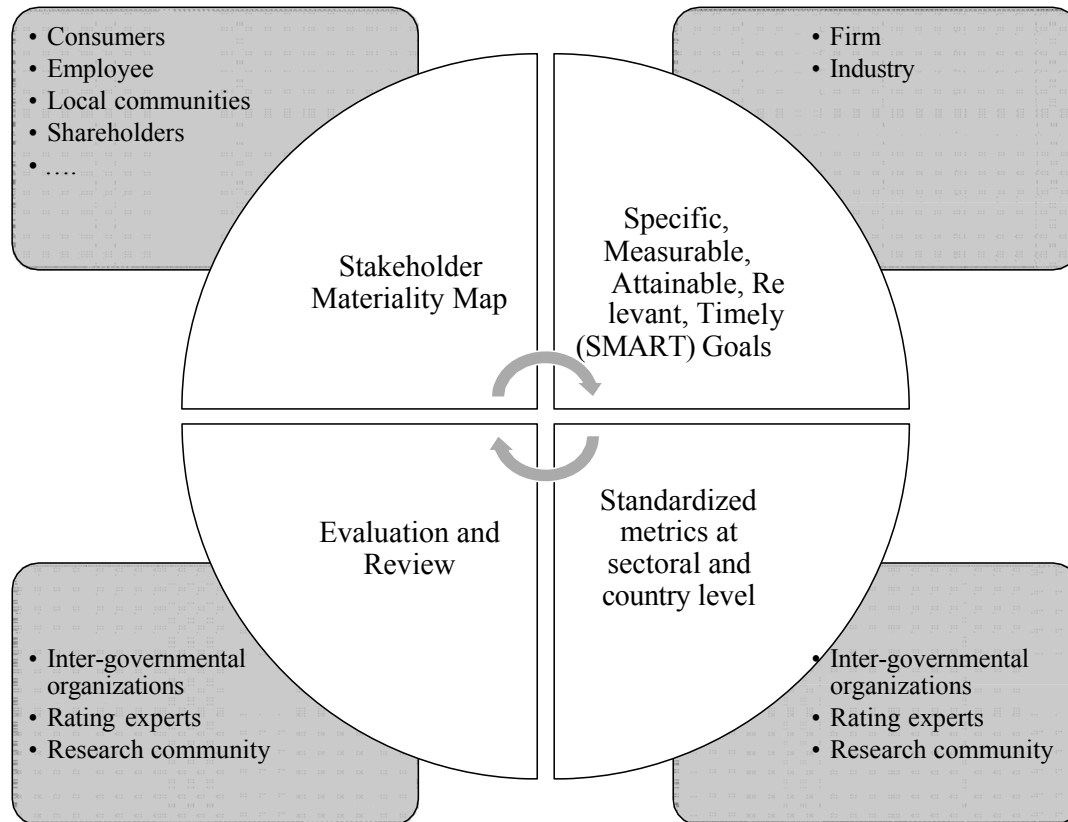 • Consumers
• Employee
• Local communities
• Shareholders
• ….
• Firm
• Industry
Stakeholder
Materiality Map
Specific,
Measurable,
Attainable, Re
levant, Timely
(SMART) Goals
Evaluation and
Review
Standardized
metrics at
sectoral and
country level
• Inter-governmental
organizations
• Rating experts
• Research community
• Inter-governmental
organizations
• Rating experts
• Research community